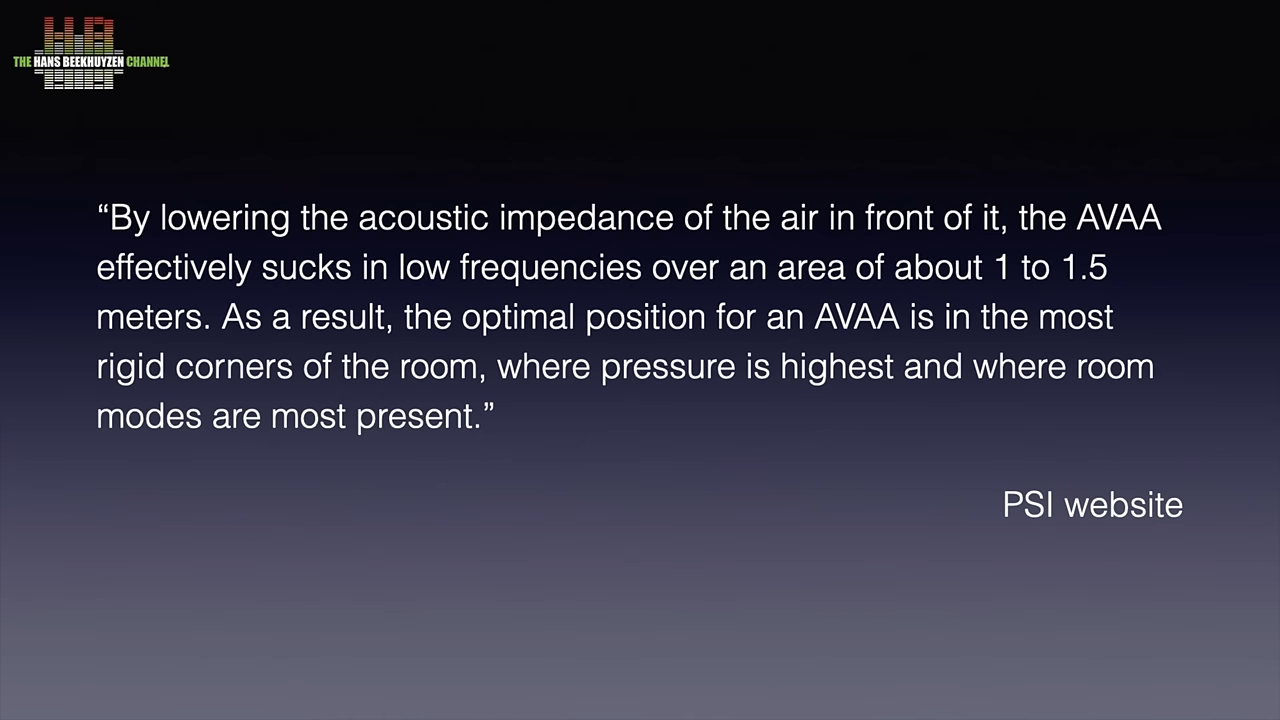 THE HANS BEEKHUYZEN CHANNEL
“By lowering the acoustic impedance of the air in front of it, the AVAA
effectively sucks in low frequencies over an area of about 1 to 1.5
meters. As a result, the optimal position for an AVAA is in the most
rigid corners of the room, where pressure is highest and where room
modes are most present.”
PSI website